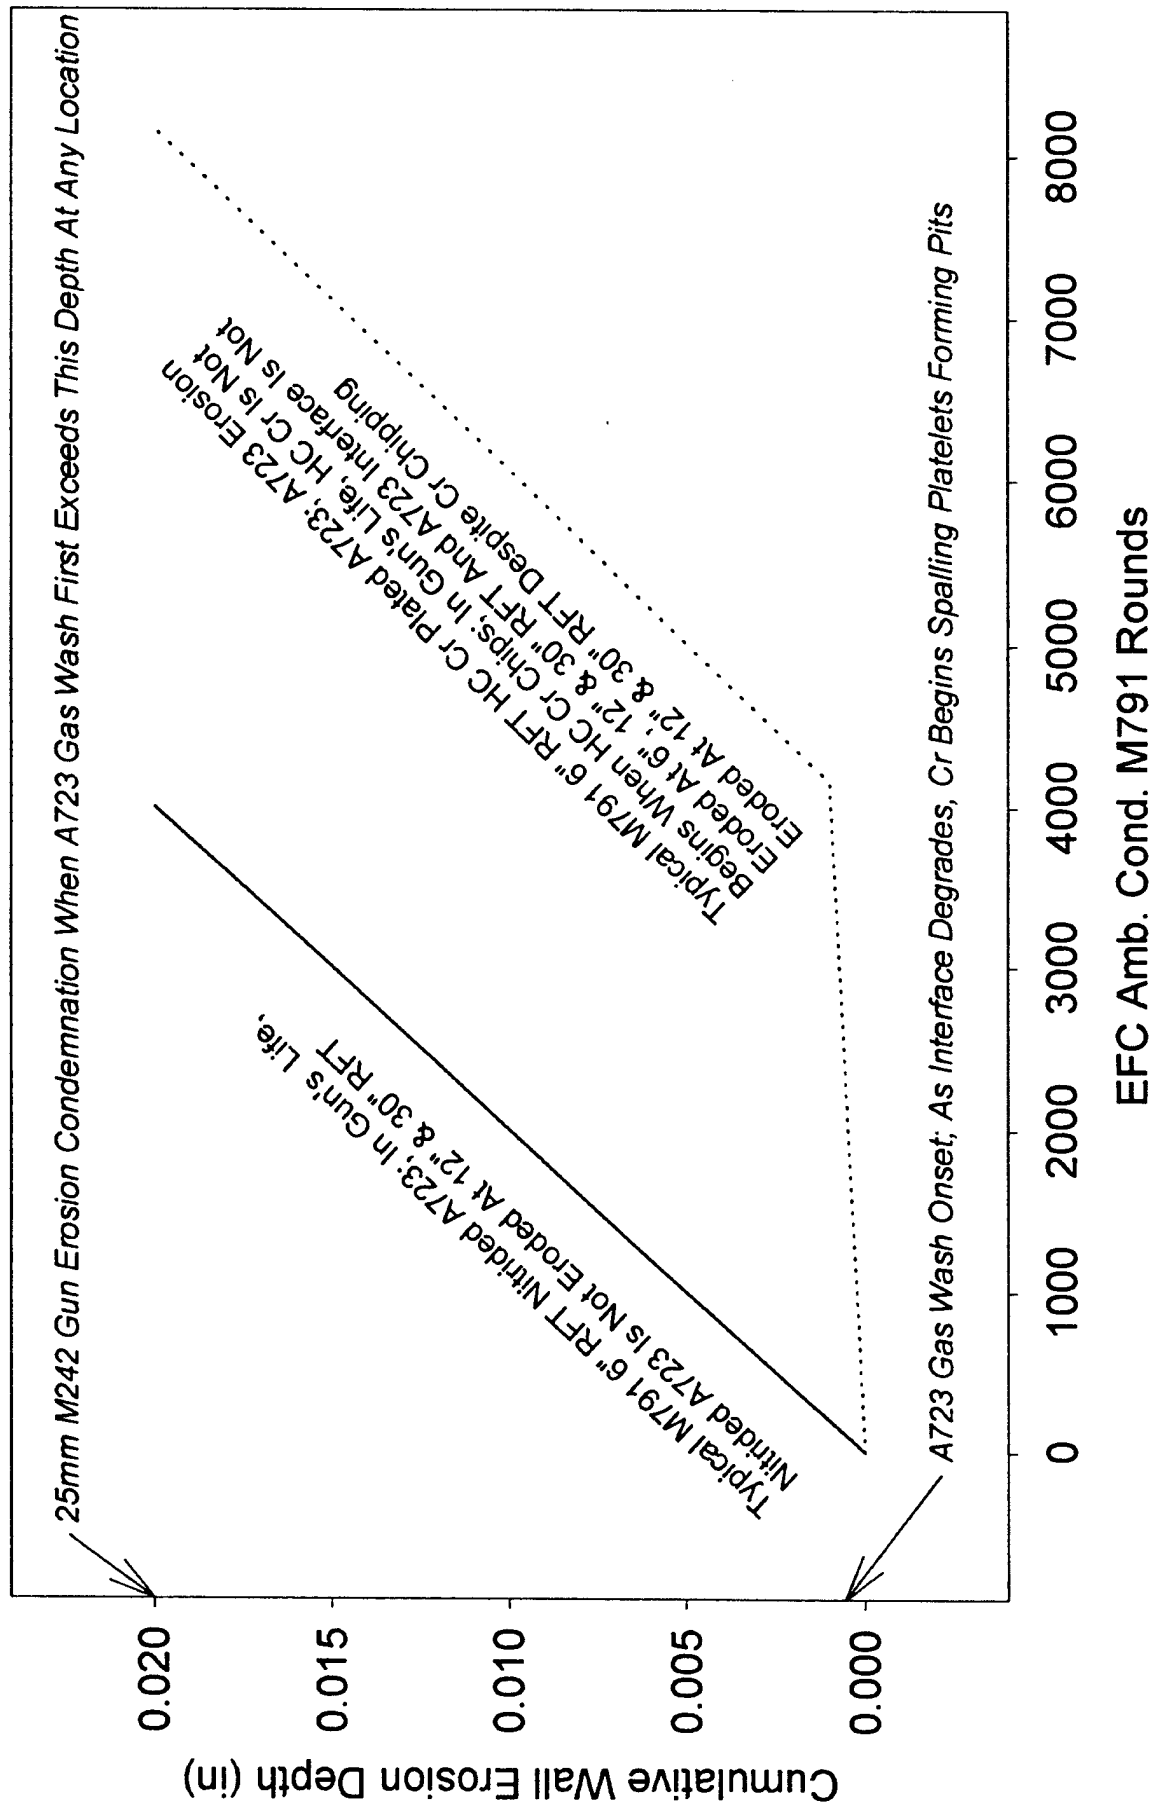 25mm M242 Gun Erosion Condemnation When A723 Gas Wash First Exceeds This Depth At Any Location
Typical M791 6" RFT Nitrided A723; In Gun's Life,
Nitrided A723 Is Not Eroded At 12" & 30" RFT
Typical M791 6" RFT HC Cr Plated A723; A723 Erosion
Begins When HC Cr Chips; In Gun's Life, HC Cr Is Not
Eroded At 6", 12" & 30" RFT And A723 Interface Is Not
Eroded At 12" & 30" RFT Despite Cr Chipping
A723 Gas Wash Onset; As Interface Degrades, Cr Begins Spalling Platelets Forming Pits
Cumulative Wall Erosion Depth (in)
0.020
0.015
0.010
0.005
0.000
0
1000
2000
3000
4000
5000
6000
7000
8000
EFC Amb. Cond. M791 Rounds